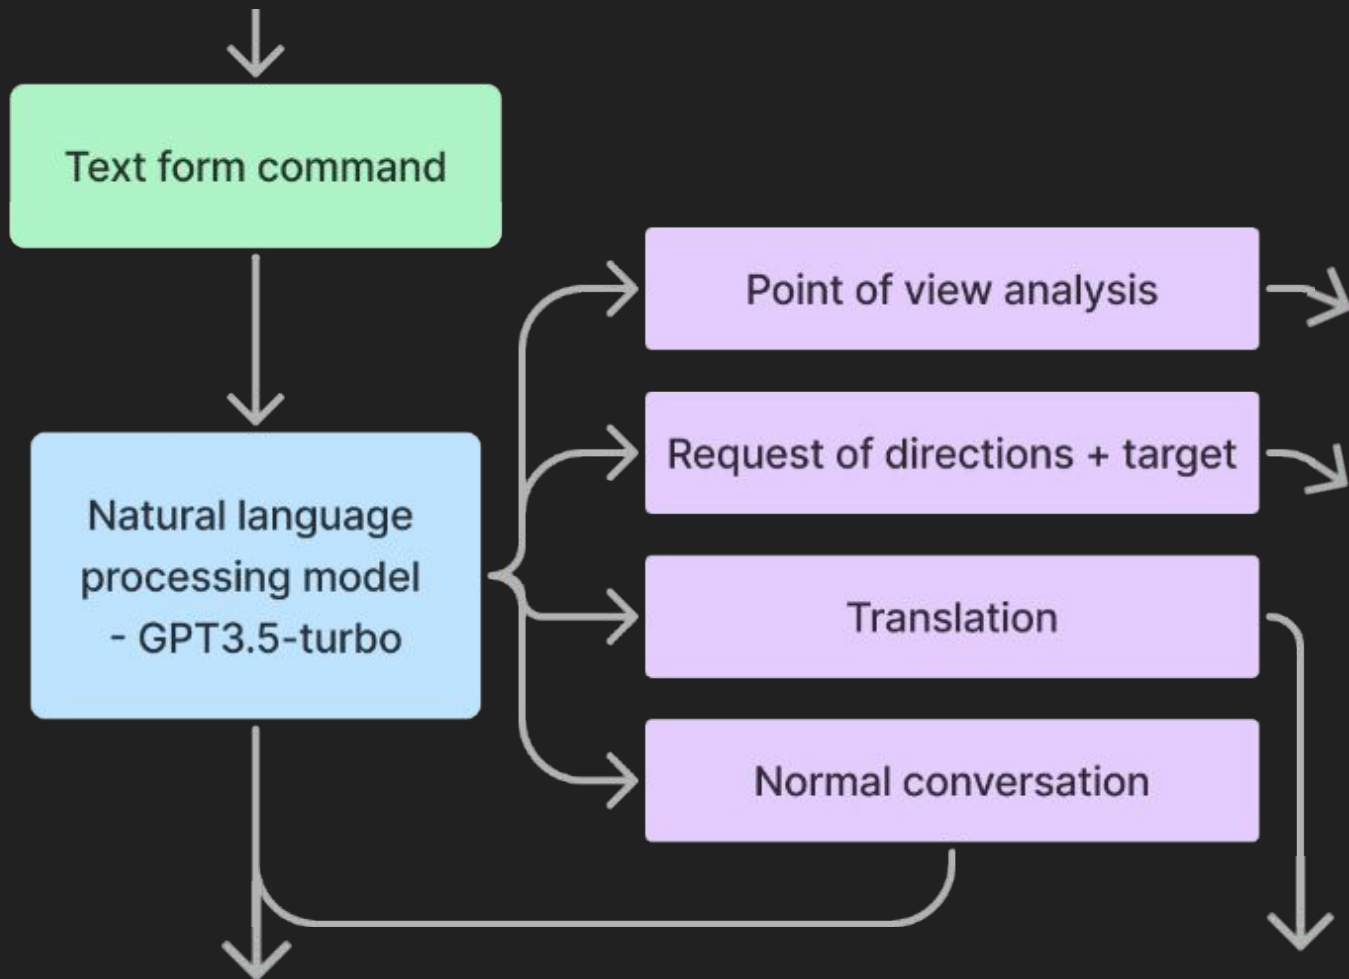 Text form command
Natural language
processing model
- GPT3.5-turbo
Point of view analysis
Request of directions + target
Translation
Normal conversation